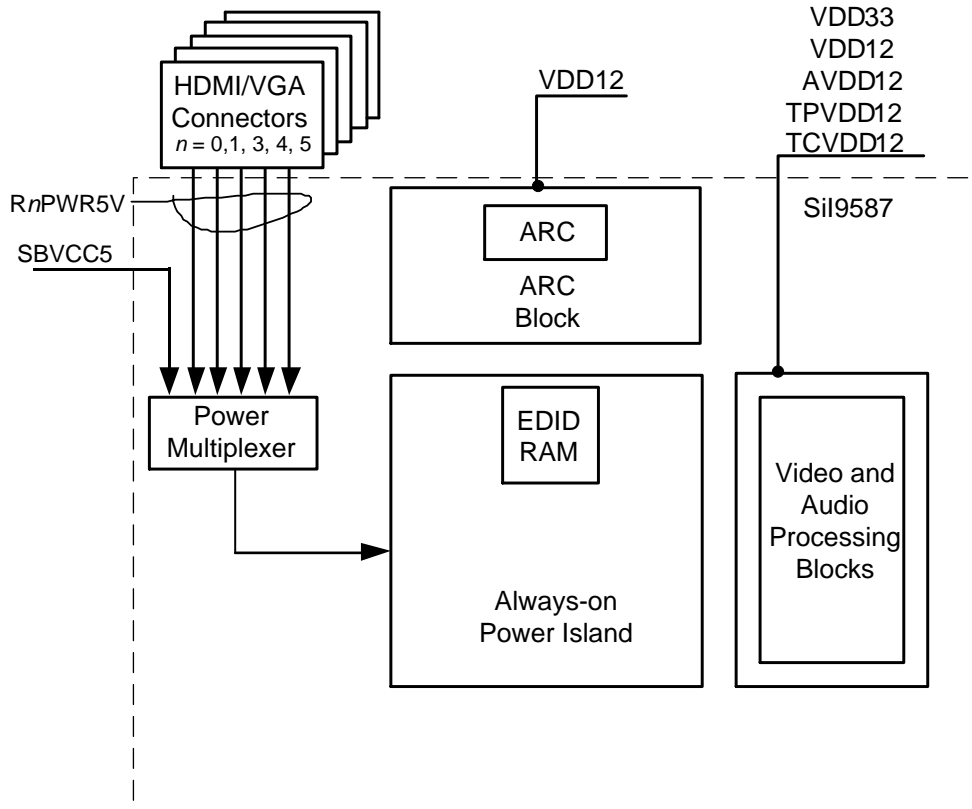 VDD33
VDD12
AVDD12
TPVDD12
TCVDD12
HDMI/VGA
Connectors
n = 0,1, 3, 4, 5
VDD12
RnPWR5V
SiI9587
SBVCC5
ARC
ARC
Block
Power
Multiplexer
EDID
RAM
Video and
Audio
Processing
Blocks
Always-on
Power Island